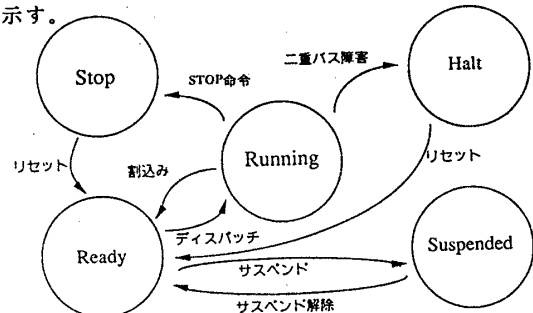 示す。
Stop
STOP命令
二重バス障害
Halt
Running
リセット
割込み
リセット
Ready
ディスパッチ
Suspended
サスペンド
サスペンド解除